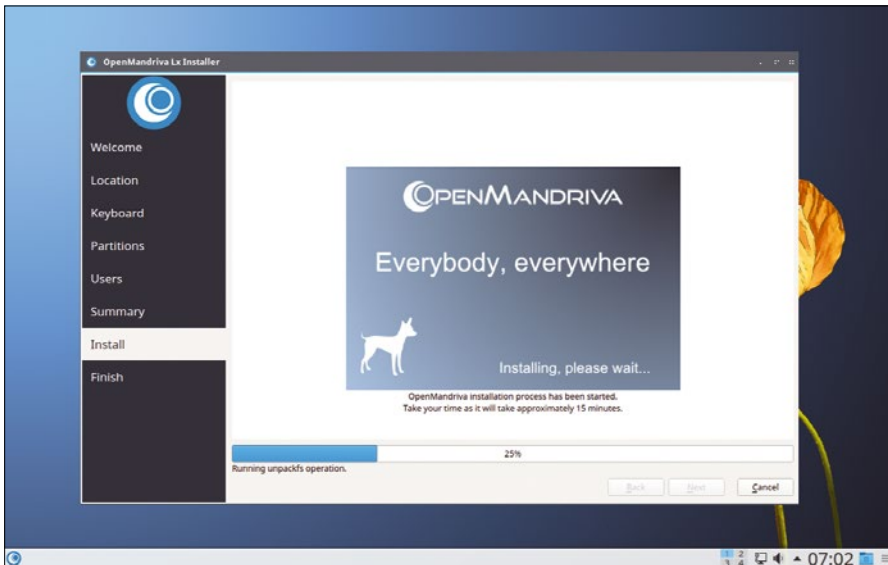 OpenMandriva Lx Installer
Welcome
Location
Keyboard
Partitions
Users
Summary
Install
Finish
OPENMANDRIVA
Everybody, everywhere
Installing, please wait...
OpenMandriva installation process has been started.
Take your time as it will take approximately 15 minutes.
25%
Running unpackfs operation.
Back Next Cancel
1 2
3 4
07:02